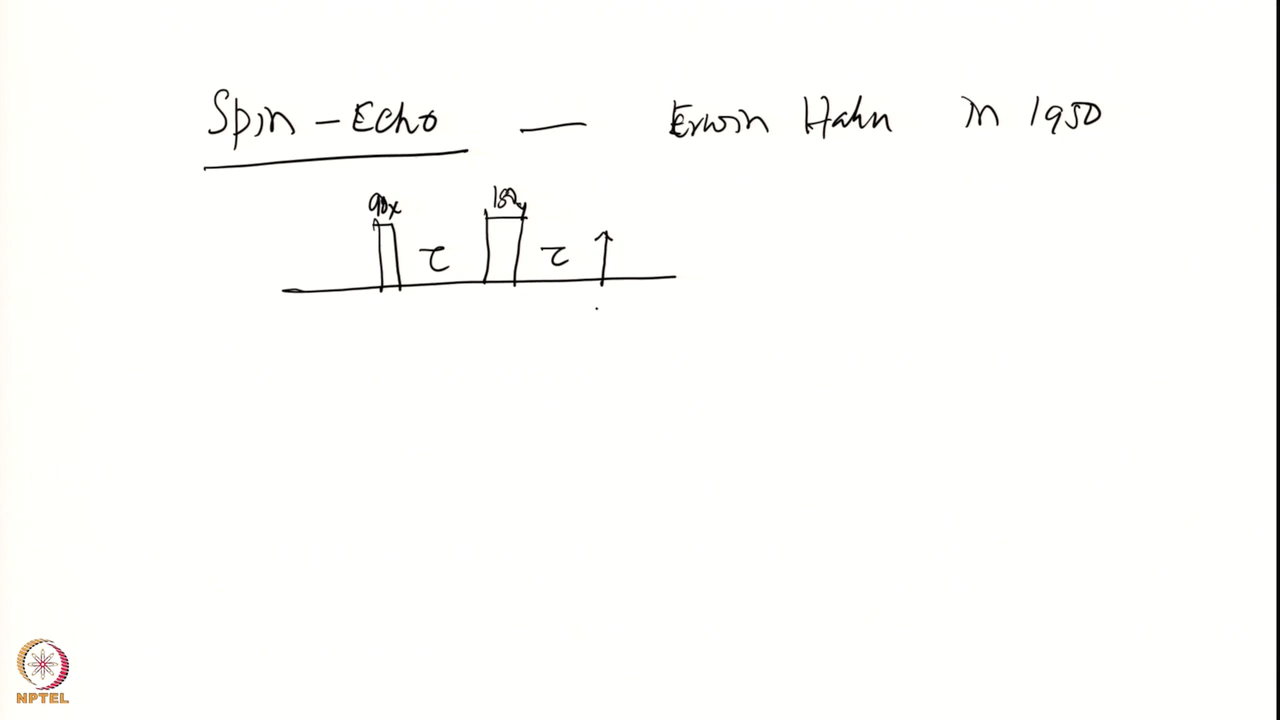 Spin - Echo — Erwin Hahn in 1950
90x 180y
τ τ
NPTEL